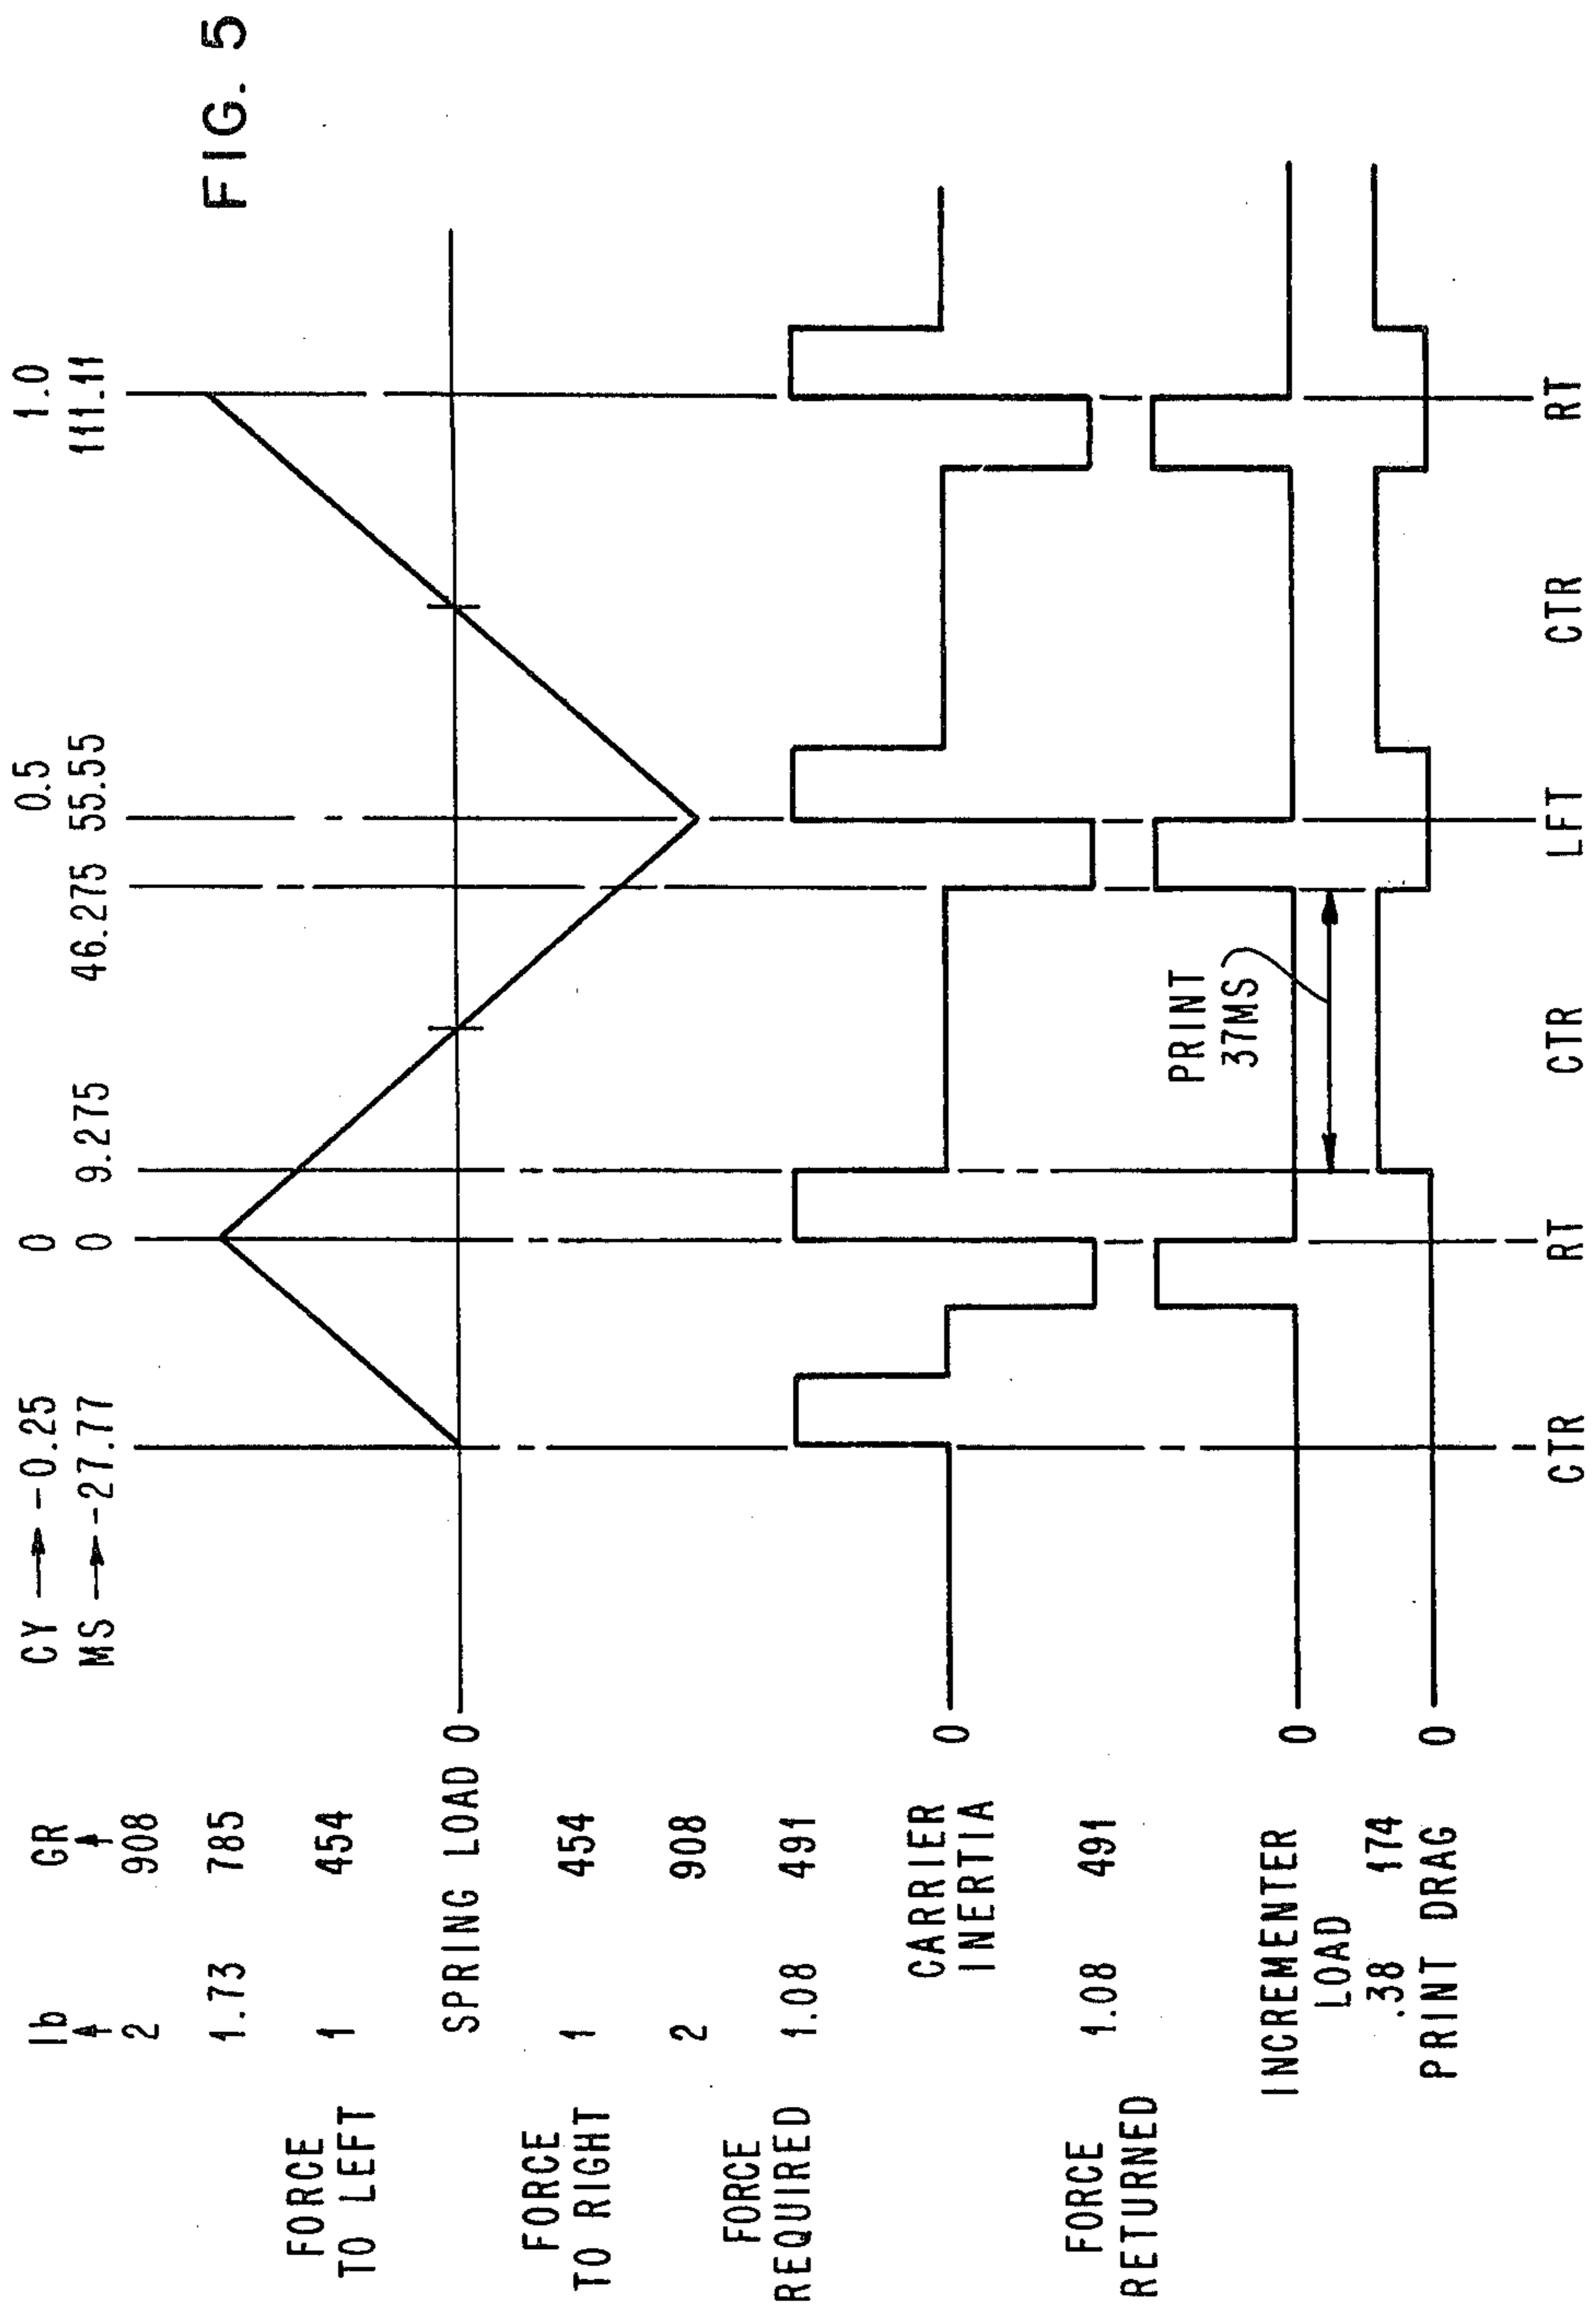 FIG. 5
CY → -0.25 0 0.5 1.0
MS → -27.77 0 9.275 46.275 55.55 111.11
lb GR
2 908
1.73 785
FORCE
TO LEFT
1 454
SPRING LOAD 0
FORCE
TO RIGHT
1 454
2 908
FORCE
REQUIRED
1.08 491
CARRIER
INERTIA
0
FORCE
RETURNED
1.08 491
PRINT
37MS
INCREMENTER
LOAD
0
.38 174
PRINT DRAG 0
CTR RT CTR LFT CTR RT